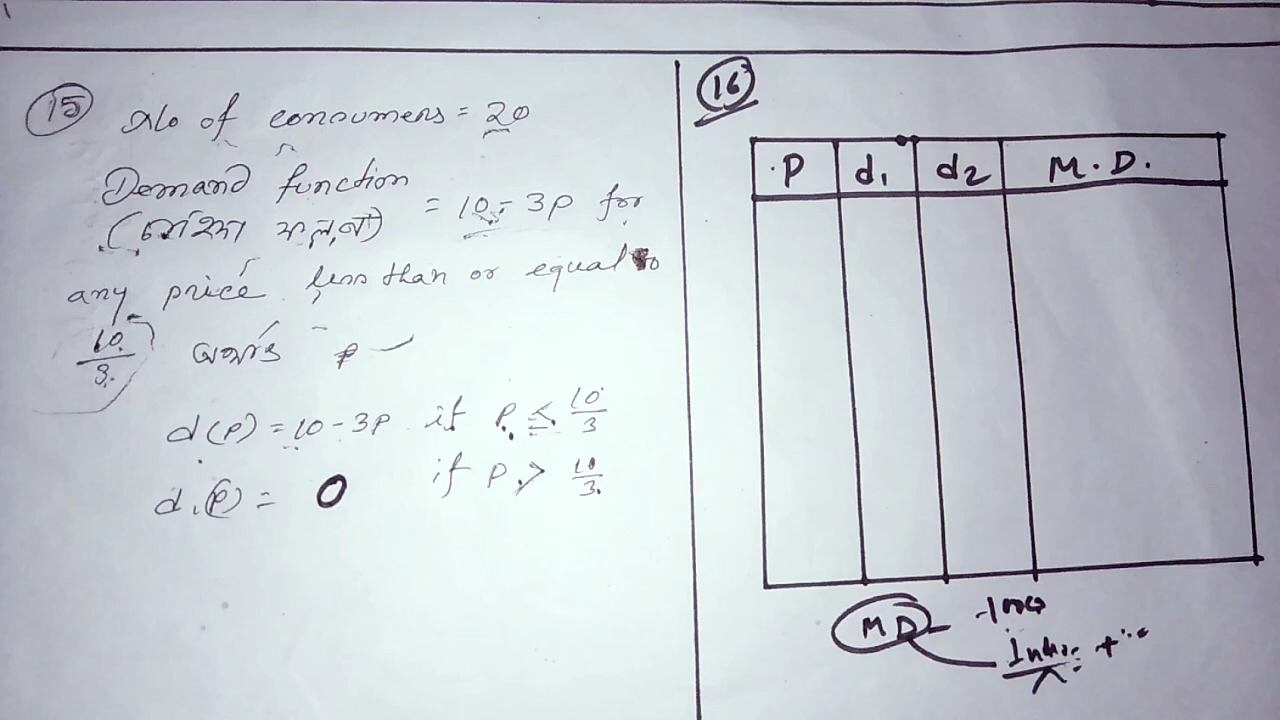 15 No of consumers = 20
Demand function
= 10 - 3P for
any price less than or equal to
10/3 অর্থাৎ P
d(P) = 10 - 3P if P ≤ 10/3
d,(P) = 0 if P > 10/3
16
P d1 d2 M.D.
MD